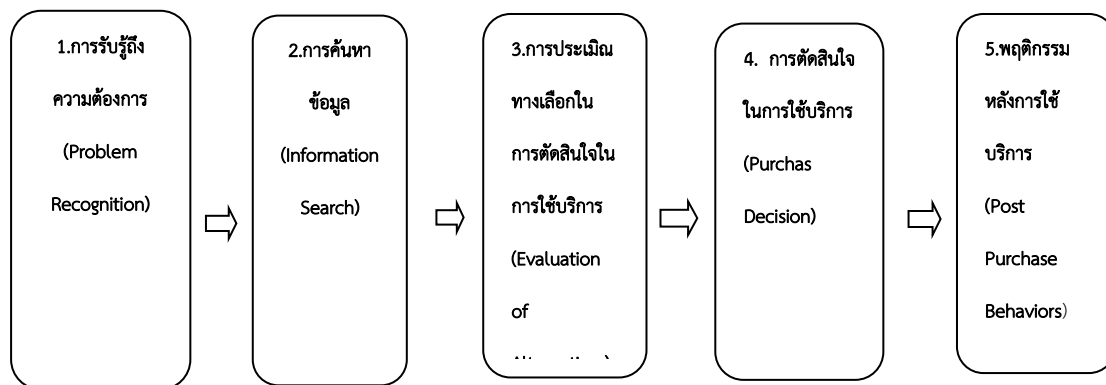 1.การรับรู้ถึง
ความต้องการ
(Problem
Recognition)
2.การค้นหา
ข้อมูล
(Information
Search)
3.การประเมิณ
ทางเลือกใน
การตัดสินใจใน
การใช้บริการ
(Evaluation
of
4. การตัดสินใจ
ในการใช้บริการ
(Purchas
Decision)
5.พฤติกรรม
หลังการใช้
บริการ
(Post
Purchase
Behaviors)